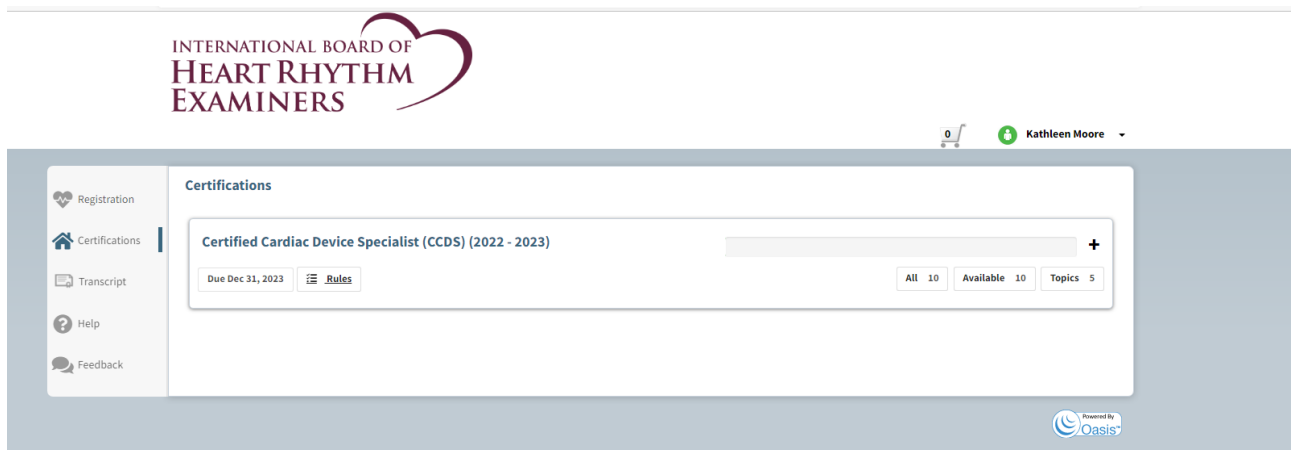 INTERNATIONAL BOARD OF
HEART RHYTHM
EXAMINERS
0
Kathleen Moore
Registration
Certifications
Transcript
Help
Feedback
Certifications
Certified Cardiac Device Specialist (CCDS) (2022 - 2023)
+
Due Dec 31, 2023
Rules
All 10
Available 10
Topics 5
Powered By
Oasis™